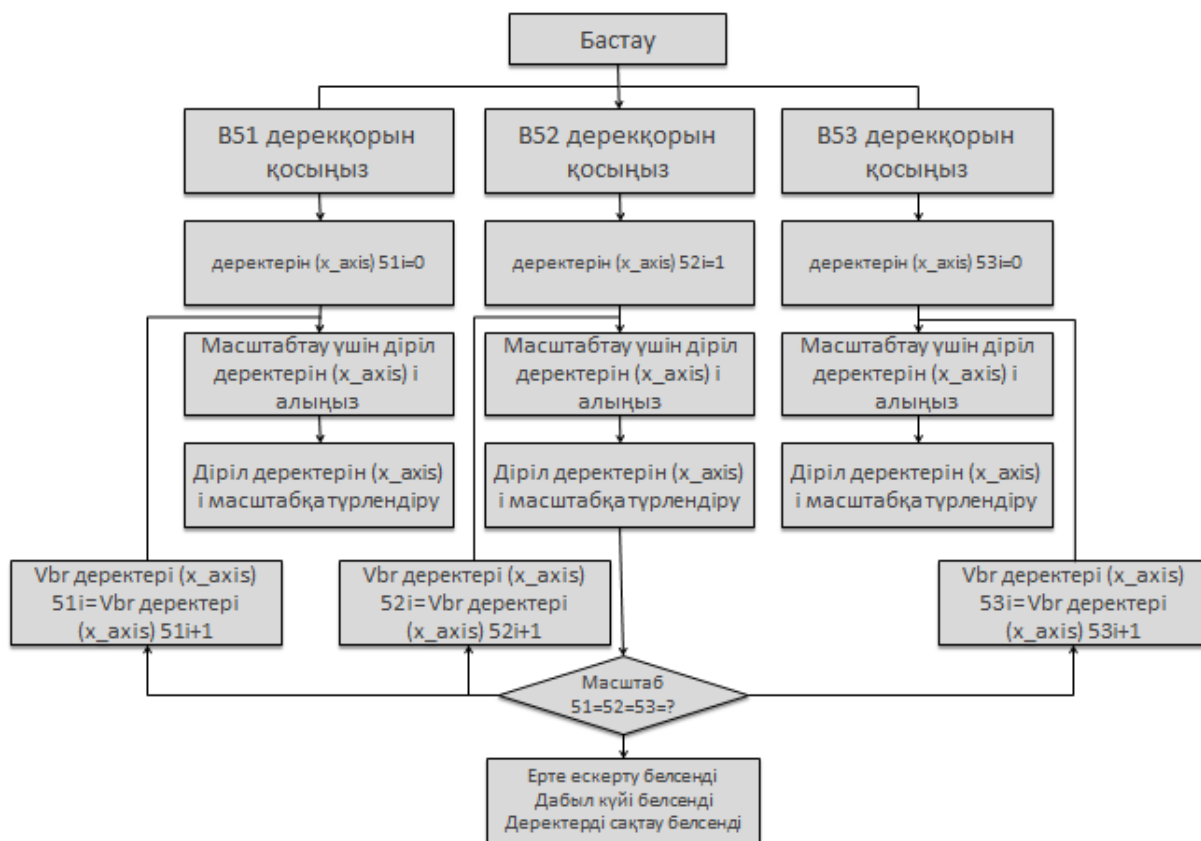 Бастау
В51 дерекқорын
қосыңыз
В52 дерекқорын
қосыңыз
В53 дерекқорын
қосыңыз
деректерін (x_axis) 51i=0
деректерін (x_axis) 52i=1
деректерін (x_axis) 53i=0
Масштабтау үшін діріл
деректерін (x_axis) i
алыңыз
Масштабтау үшін діріл
деректерін (x_axis) i
алыңыз
Масштабтау үшін діріл
деректерін (x_axis) i
алыңыз
Діріл деректерін (x_axis)
i масштабқа түрлендіру
Діріл деректерін (x_axis)
i масштабқа түрлендіру
Діріл деректерін (x_axis)
i масштабқа түрлендіру
Vbr деректері (x_axis)
51i=Vbr деректері
(x_axis) 51i+1
Vbr деректері (x_axis)
52i=Vbr деректері
(x_axis) 52i+1
Vbr деректері (x_axis)
53i=Vbr деректері
(x_axis) 53i+1
Масштаб
51=52=53=?
Ерте ескерту белсенді
Дабыл күйі белсенді
Деректерді сақтау белсенді